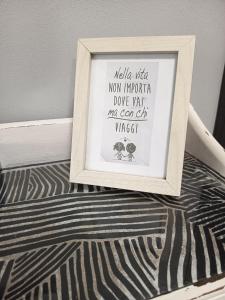 Nella vita
NON IMPORTA
DOVE VAI
ma con chi
VIAGGI